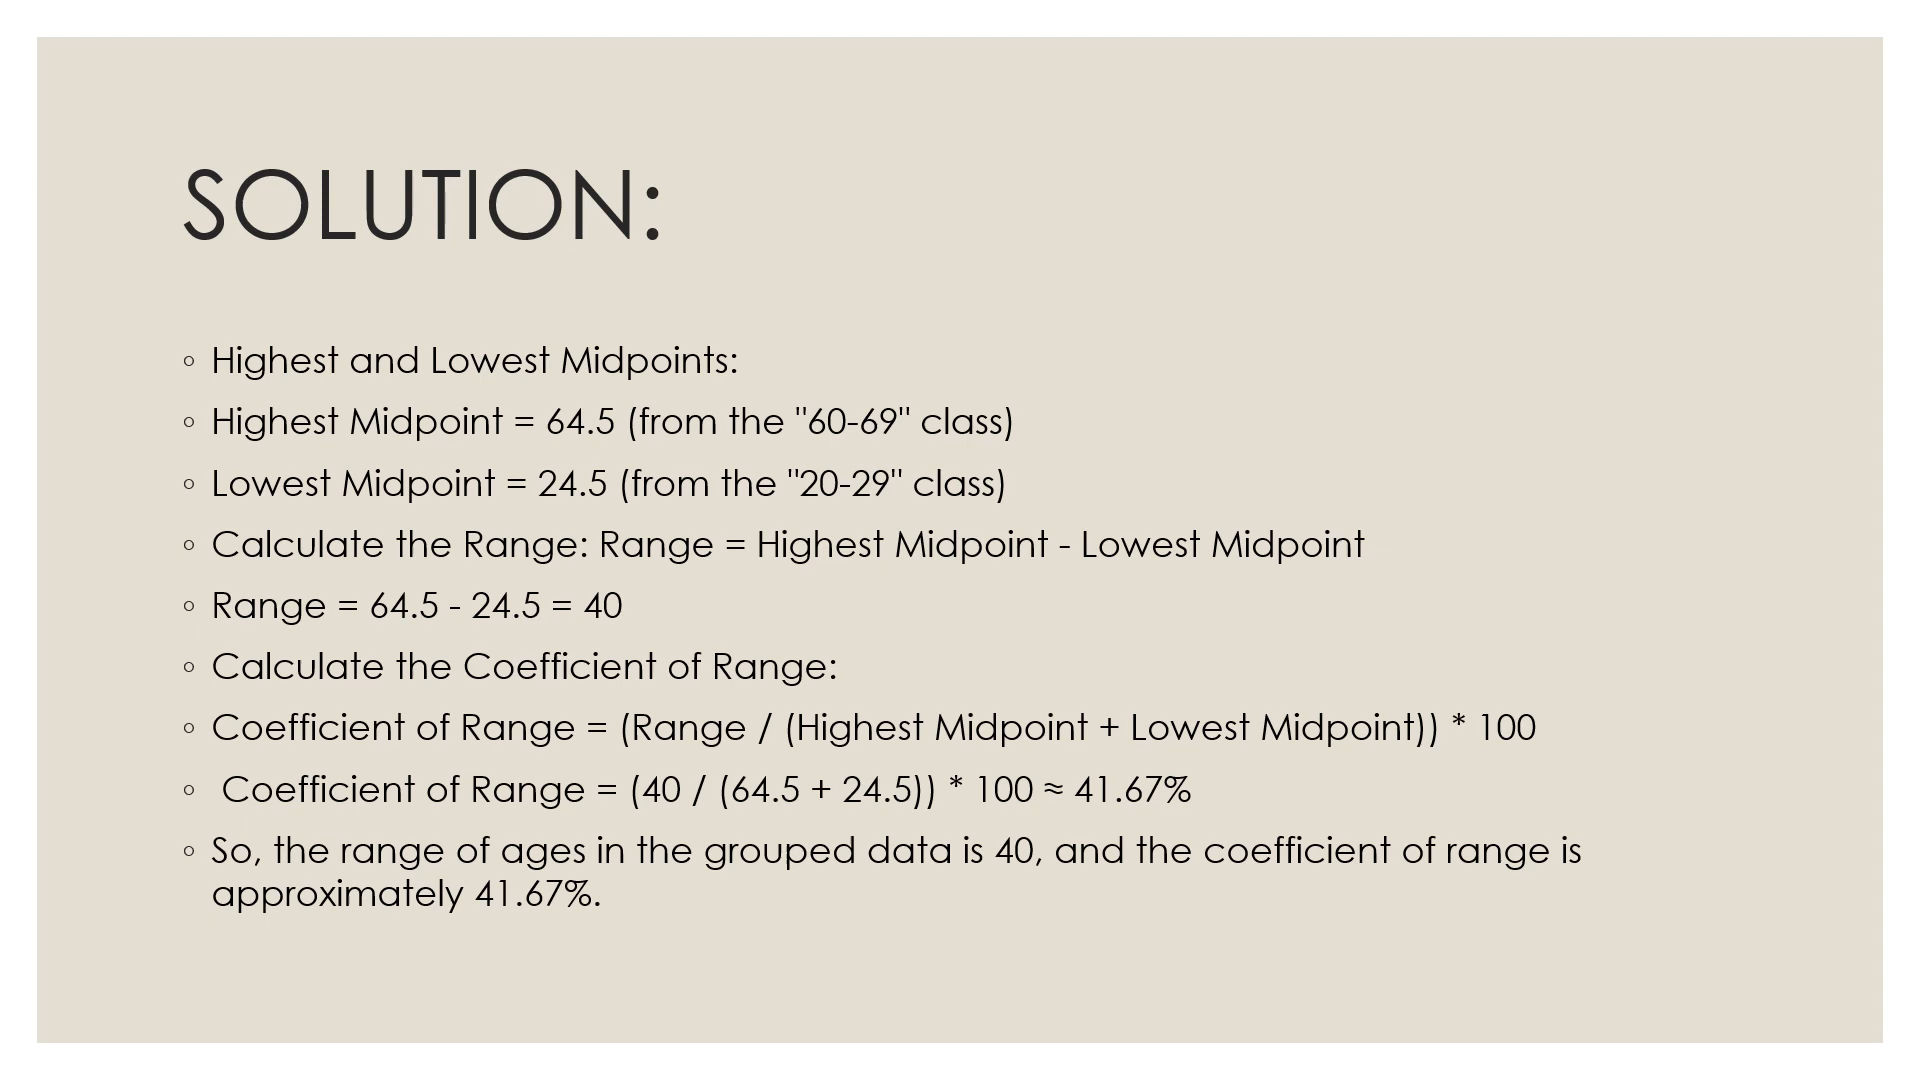 SOLUTION:
◦ Highest and Lowest Midpoints:
◦ Highest Midpoint = 64.5 (from the "60-69" class)
◦ Lowest Midpoint = 24.5 (from the "20-29" class)
◦ Calculate the Range: Range = Highest Midpoint - Lowest Midpoint
◦ Range = 64.5 - 24.5 = 40
◦ Calculate the Coefficient of Range:
◦ Coefficient of Range = (Range / (Highest Midpoint + Lowest Midpoint)) * 100
◦ Coefficient of Range = (40 / (64.5 + 24.5)) * 100 ≈ 41.67%
◦ So, the range of ages in the grouped data is 40, and the coefficient of range is
approximately 41.67%.